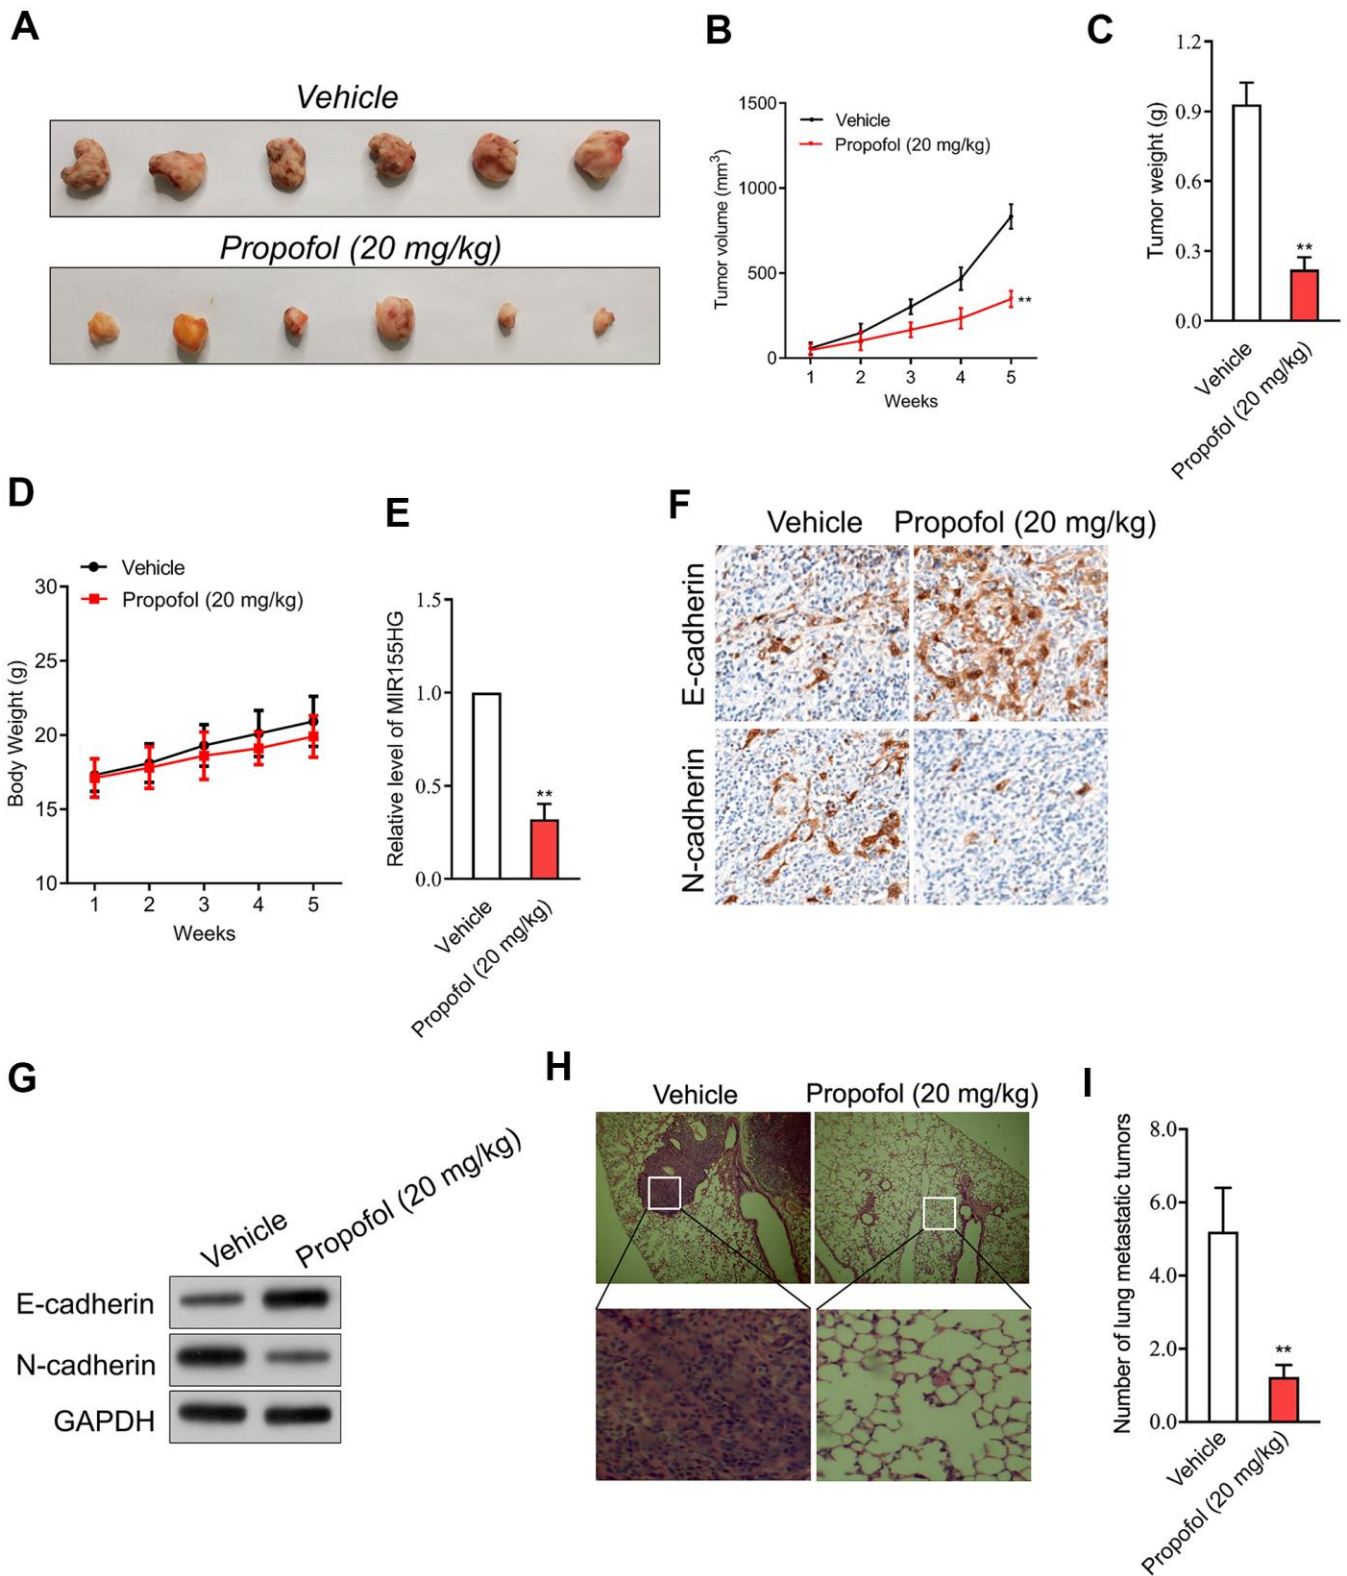 A
Vehicle
Propofol (20 mg/kg)
B
1500
1000
500
0
Tumor volume (mm³)
Vehicle
Propofol (20 mg/kg)
**
1 2 3 4 5
Weeks
C
1.2
0.9
0.6
0.3
0.0
Tumor weight (g)
**
Vehicle
Propofol (20 mg/kg)
D
Vehicle
Propofol (20 mg/kg)
30
25
20
15
10
Body Weight (g)
1 2 3 4 5
Weeks
E
1.5
1.0
0.5
0.0
Relative level of MIR155HG
**
Vehicle
Propofol (20 mg/kg)
F
Vehicle Propofol (20 mg/kg)
E-cadherin
N-cadherin
G
Vehicle
Propofol (20 mg/kg)
E-cadherin
N-cadherin
GAPDH
H
Vehicle Propofol (20 mg/kg)
I
8.0
6.0
4.0
2.0
0.0
Number of lung metastatic tumors
**
Vehicle
Propofol (20 mg/kg)